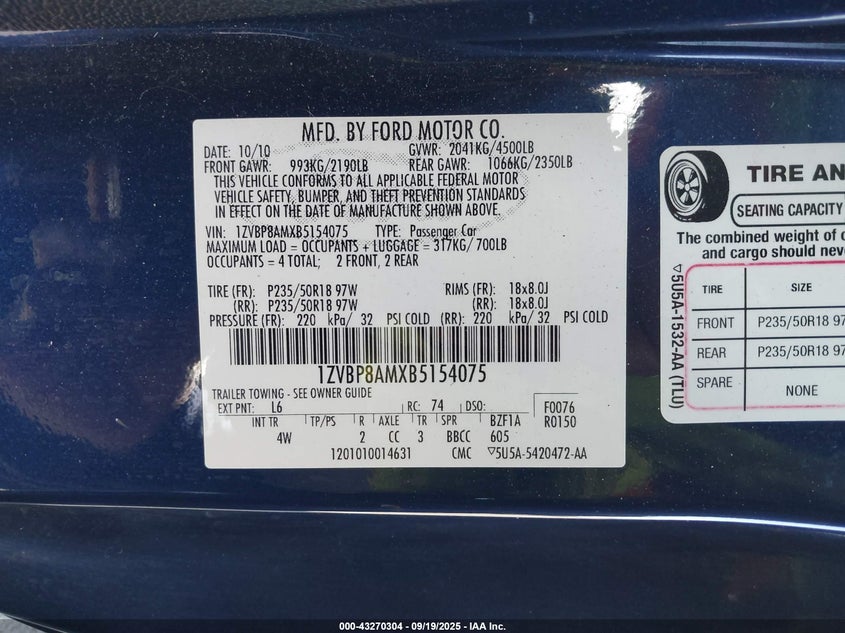 MFD. BY FORD MOTOR CO.
DATE: 10/10 GVWR: 2041KG/4500LB
FRONT GAWR: 993KG/2190LB REAR GAWR: 1066KG/2350LB
THIS VEHICLE CONFORMS TO ALL APPLICABLE FEDERAL MOTOR
VEHICLE SAFETY, BUMPER, AND THEFT PREVENTION STANDARDS
IN EFFECT ON THE DATE OF MANUFACTURE SHOWN ABOVE.
VIN: 1ZVBP8AMXB5154075 TYPE: Passenger Car
MAXIMUM LOAD = OCCUPANTS + LUGGAGE = 317KG/700LB
OCCUPANTS = 4 TOTAL; 2 FRONT, 2 REAR
TIRE (FR): P235/50R18 97W RIMS (FR): 18x8.0J
(RR): P235/50R18 97W (RR): 18x8.0J
PRESSURE (FR): 220 kPa/ 32 PSI COLD (RR): 220 kPa/ 32 PSI COLD
1ZVBP8AMXB5154075
TRAILER TOWING - SEE OWNER GUIDE
EXT PNT: L6 RC: 74 DSO: F0076
INT TR TP/PS R AXLE TR SPR BZF1A R0150
4W 2 CC 3 BBCC 605
1201010014631 CMC ▽5U5A-5420472-AA
TIRE AN
SEATING CAPACITY
The combined weight of o
and cargo should neve
TIRE SIZE
FRONT P235/50R18 97
REAR P235/50R18 97
SPARE NONE
▽5U5A-1532-AA (TLU)
000-43270304 - 09/19/2025 - IAA Inc.